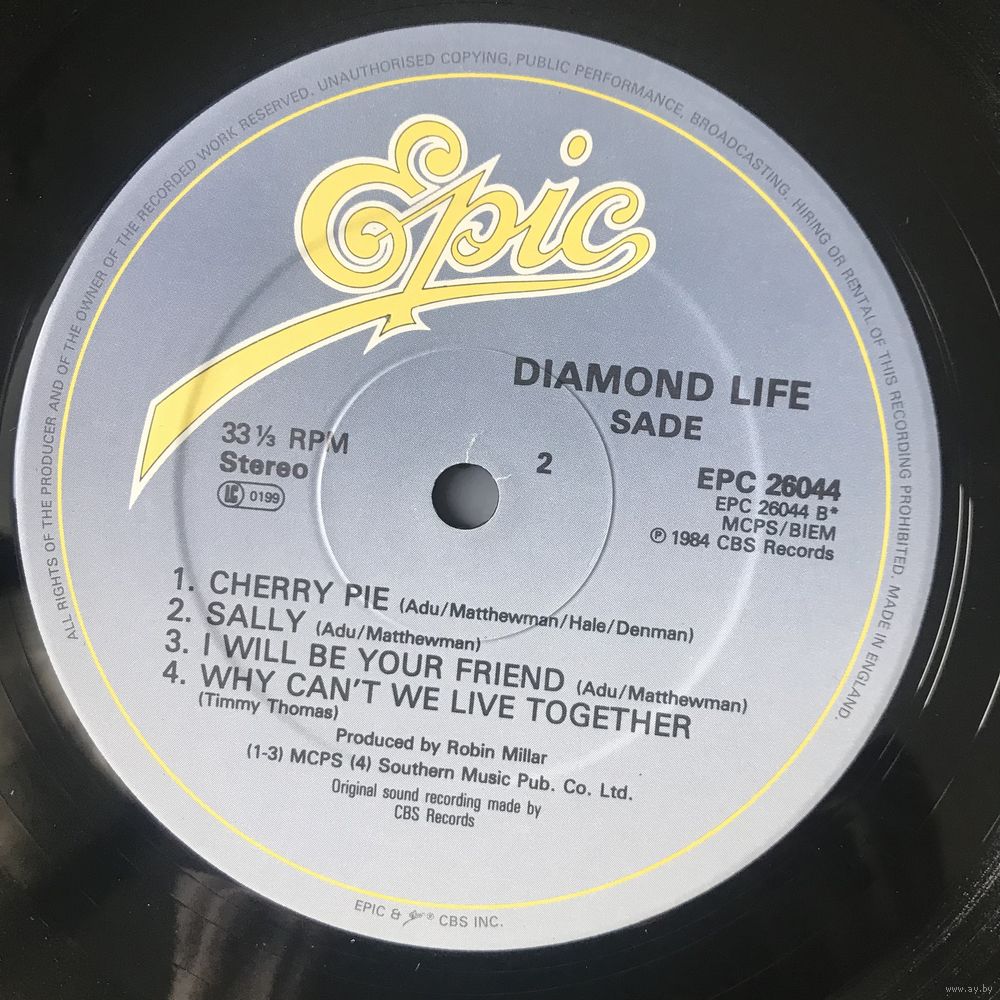 ALL RIGHTS OF THE PRODUCER AND OF THE OWNER OF THE RECORDED WORK RESERVED. UNAUTHORISED COPYING, PUBLIC PERFORMANCE, BROADCASTING, HIRING OR RENTAL OF THIS RECORDING PROHIBITED. MADE IN ENGLAND.
Epic
DIAMOND LIFE
SADE
33⅓ RPM
Stereo
LC 0199
2
EPC 26044
EPC 26044 B*
MCPS/BIEM
℗ 1984 CBS Records
1. CHERRY PIE (Adu/Matthewman/Hale/Denman)
2. SALLY (Adu/Matthewman)
3. I WILL BE YOUR FRIEND (Adu/Matthewman)
4. WHY CAN'T WE LIVE TOGETHER
(Timmy Thomas)
Produced by Robin Millar
(1-3) MCPS (4) Southern Music Pub. Co. Ltd.
Original sound recording made by
CBS Records
EPIC & Epic ® CBS INC.
www.ay.by